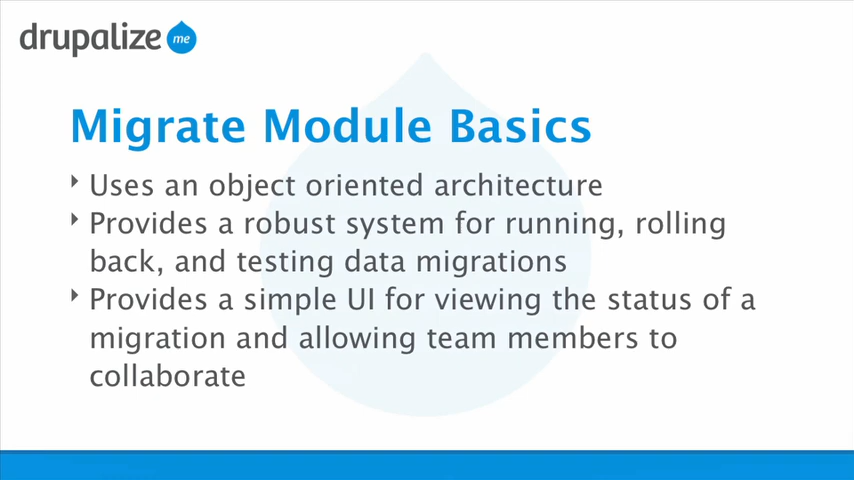 drupalize me
Migrate Module Basics
Uses an object oriented architecture
Provides a robust system for running, rolling
back, and testing data migrations
Provides a simple UI for viewing the status of a
migration and allowing team members to
collaborate